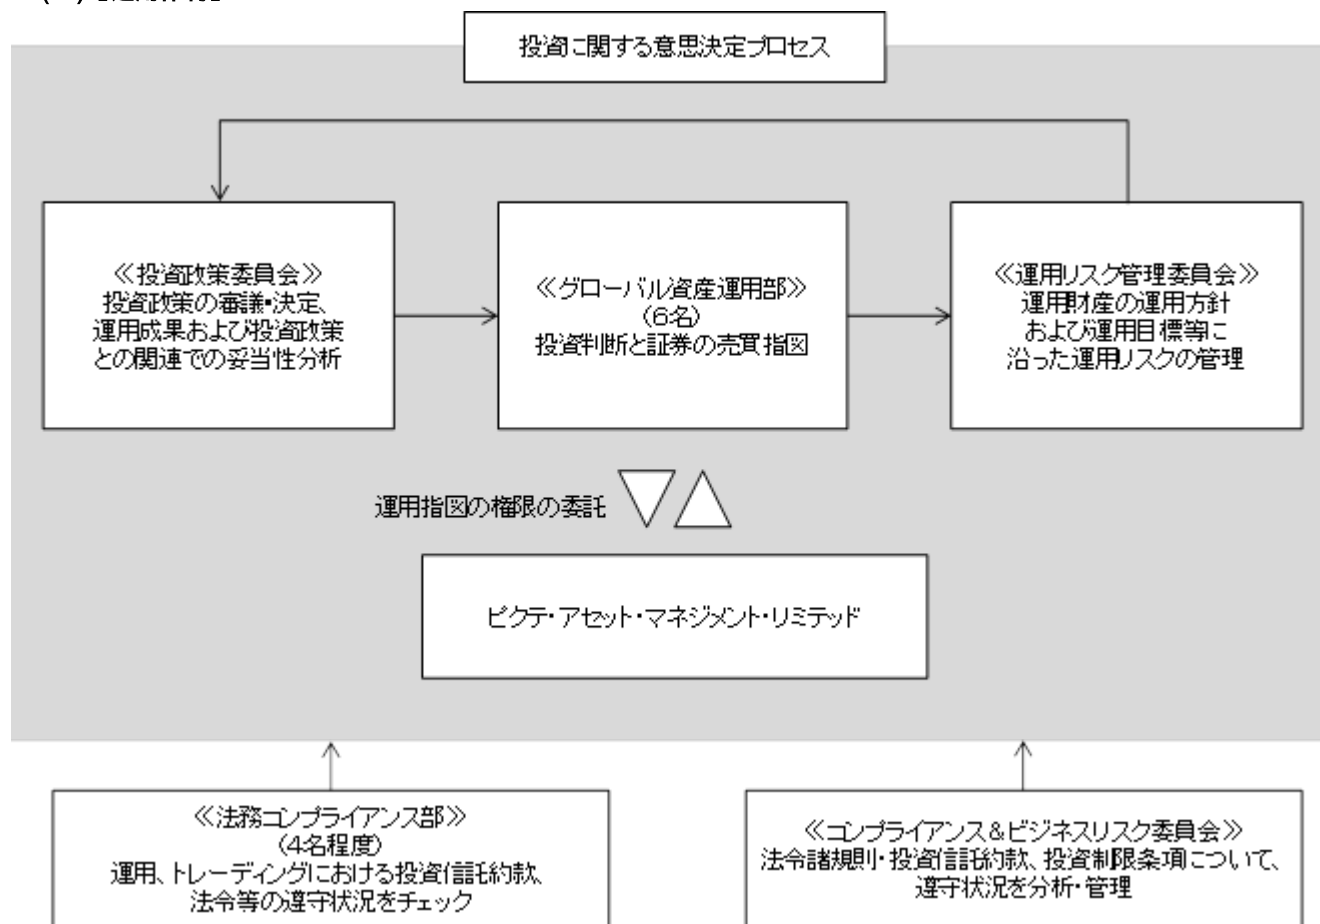 投資に関する意思決定プロセス
≪投資政策委員会≫
投資政策の審議・決定、
運用成果および投資政策
との関連での妥当性分析
≪グローバル資産運用部≫
(6名)
投資判断と証券の売買指図
≪運用リスク管理委員会≫
運用財産の運用方針
および運用目標等に
沿った運用リスクの管理
運用指図の権限の委託
ピクテ・アセット・マネジメント・リミテッド
≪法務コンプライアンス部≫
(4名程度)
運用、トレーディングにおける投資信託約款、
法令等の遵守状況をチェック
≪コンプライアンス&ビジネスリスク委員会≫
法令諸規則・投資信託約款、投資制限条項について、
遵守状況を分析・管理